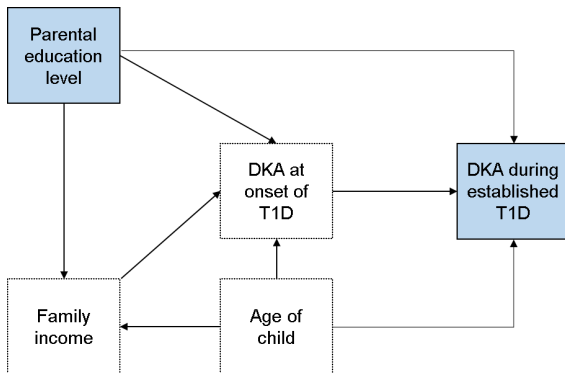 Parental
education
level
DKA at
onset of
T1D
DKA during
established
T1D
Family
income
Age of
child